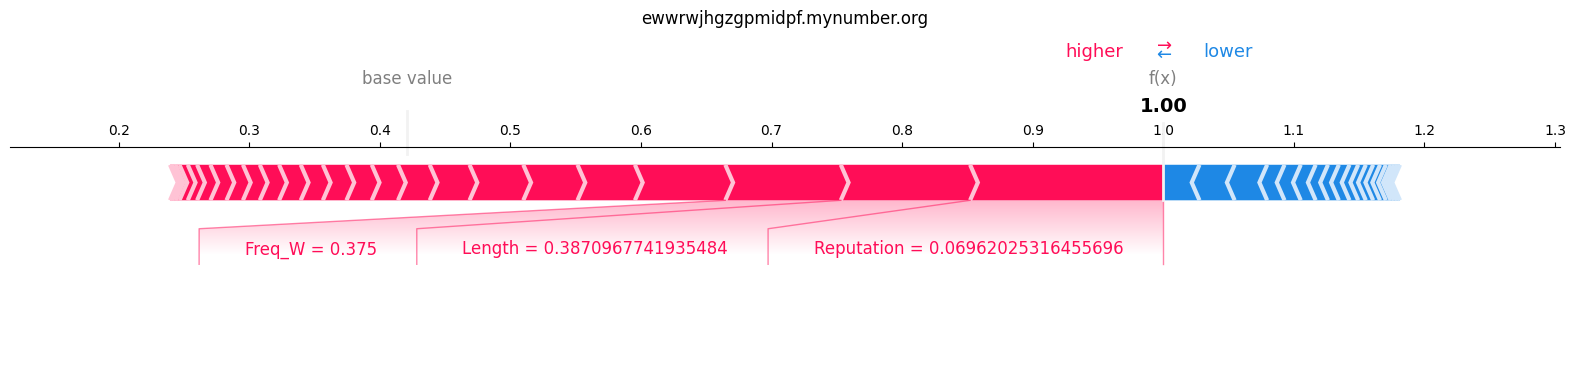 ewwrwjhgzgpmidpf.mynumber.org
higher → ← lower
base value f(x)
1.00
0.2 0.3 0.4 0.5 0.6 0.7 0.8 0.9 1.0 1.1 1.2 1.3
Freq_W = 0.375 Length = 0.3870967741935484 Reputation = 0.06962025316455696